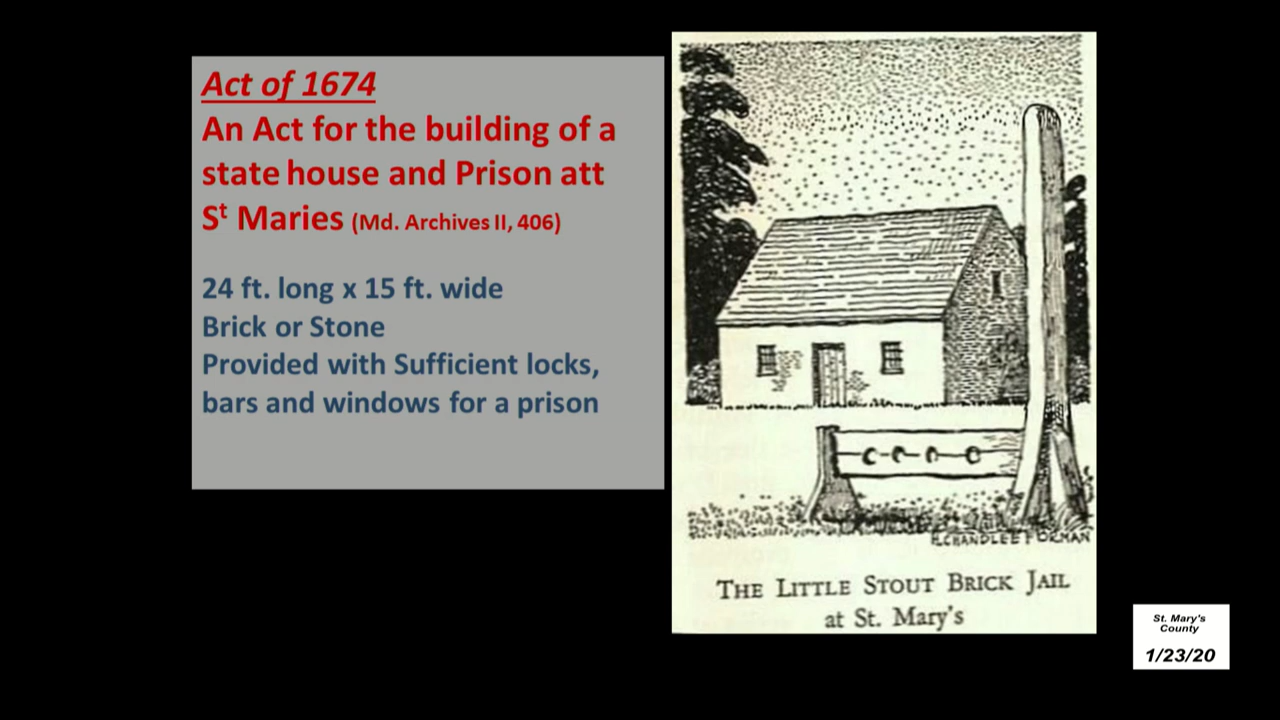 Act of 1674
An Act for the building of a
state house and Prison att
St Maries (Md. Archives II, 406)
24 ft. long x 15 ft. wide
Brick or Stone
Provided with Sufficient locks,
bars and windows for a prison
H. CHANDLEE FORMAN
THE LITTLE STOUT BRICK JAIL
at St. Mary's
St. Mary's
County
1/23/20